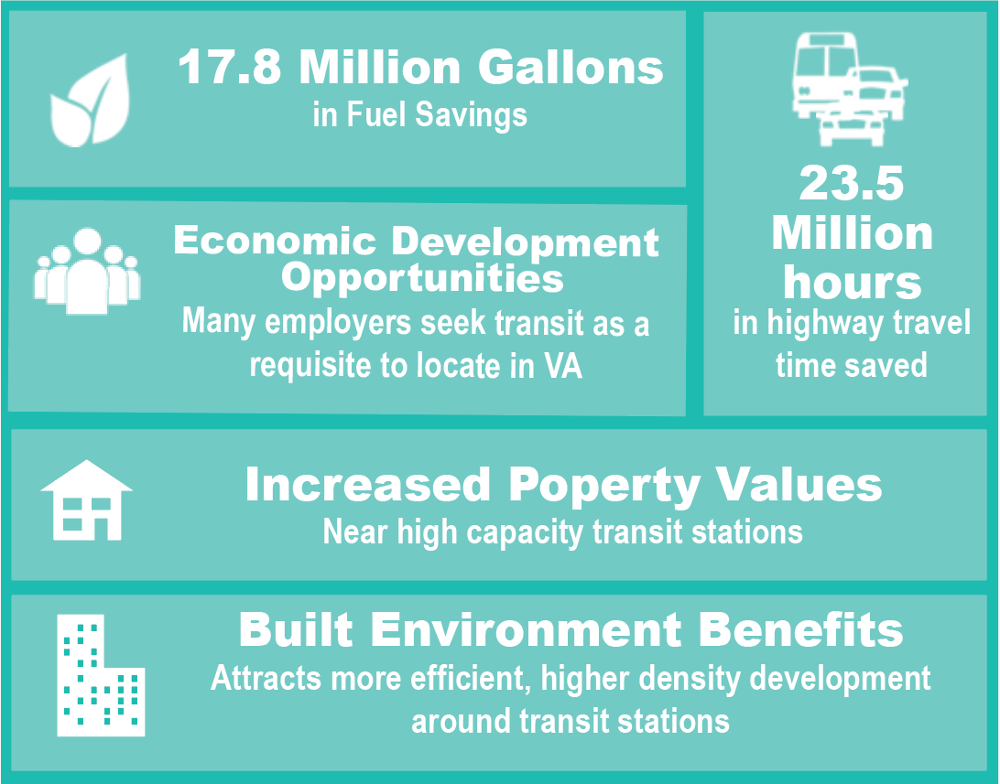 17.8 Million Gallons
in Fuel Savings
23.5
Million
hours
in highway travel
time saved
Economic Development
Opportunities
Many employers seek transit as a
requisite to locate in VA
Increased Poperty Values
Near high capacity transit stations
Built Environment Benefits
Attracts more efficient, higher density development
around transit stations